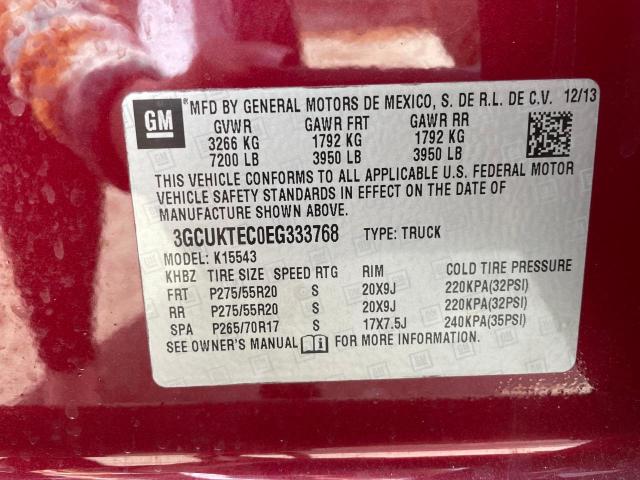 GM
*MFD BY GENERAL MOTORS DE MEXICO, S. DE R.L. DE C.V. 12/13
GVWR GAWR FRT GAWR RR
3266 KG 1792 KG 1792 KG
7200 LB 3950 LB 3950 LB
THIS VEHICLE CONFORMS TO ALL APPLICABLE U.S. FEDERAL MOTOR
VEHICLE SAFETY STANDARDS IN EFFECT ON THE DATE OF
MANUFACTURE SHOWN ABOVE.
3GCUKTEC0EG333768 TYPE: TRUCK
MODEL: K15543
KHBZ TIRE SIZE SPEED RTG RIM COLD TIRE PRESSURE
FRT P275/55R20 S 20X9J 220KPA(32PSI)
RR P275/55R20 S 20X9J 220KPA(32PSI)
SPA P265/70R17 S 17X7.5J 240KPA(35PSI)
SEE OWNER'S MANUAL FOR MORE INFORMATION.